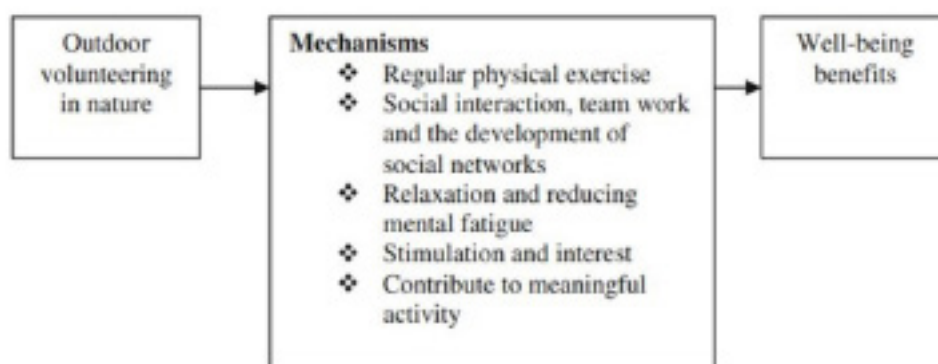 Outdoor
volunteering
in nature
Mechanisms
❖ Regular physical exercise
❖ Social interaction, team work
and the development of
social networks
❖ Relaxation and reducing
mental fatigue
❖ Stimulation and interest
❖ Contribute to meaningful
activity
Well-being
benefits